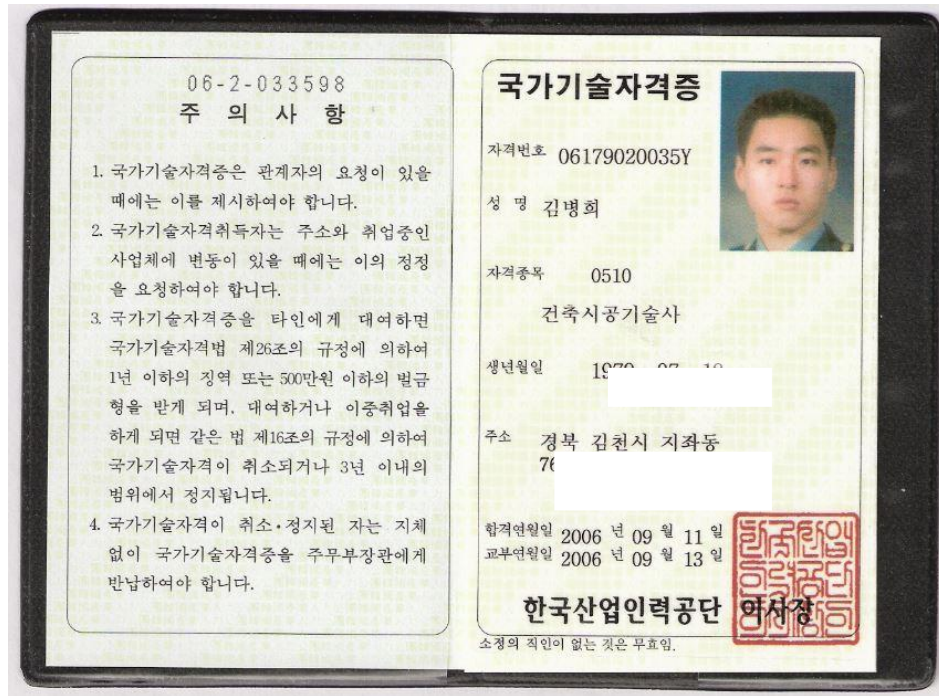 06-2-033598
주 의 사 항
1. 국가기술자격증은 관계자의 요청이 있을
때에는 이를 제시하여야 합니다.
2. 국가기술자격취득자는 주소와 취업중인
사업체에 변동이 있을 때에는 이의 정정
을 요청하여야 합니다.
3. 국가기술자격증을 타인에게 대여하면
국가기술자격법 제26조의 규정에 의하여
1년 이하의 징역 또는 500만원 이하의 벌금
형을 받게 되며, 대여하거나 이중취업을
하게 되면 같은 법 제16조의 규정에 의하여
국가기술자격이 취소되거나 3년 이내의
범위에서 정지됩니다.
4. 국가기술자격이 취소·정지된 자는 지체
없이 국가기술자격증을 주무부장관에게
반납하여야 합니다.
국가기술자격증
자격번호 06179020035Y
성 명 김병희
자격종목 0510
건축시공기술사
생년월일
주소 경북 김천시 지좌동
합격연월일 2006 년 09 월 11 일
교부연월일 2006 년 09 월 13 일
한국산업인력공단 이사장
소정의 직인이 없는 것은 무효임.